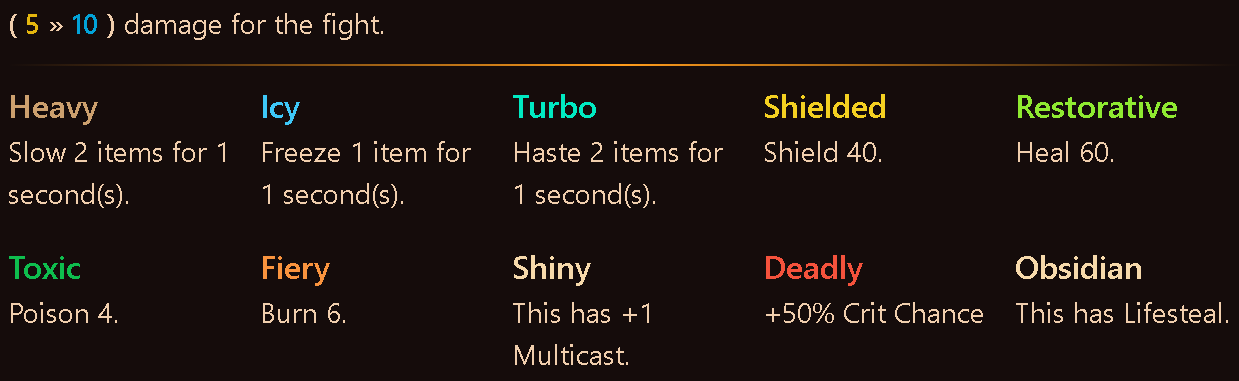 ( 5 » 10 ) damage for the fight.
Heavy
Slow 2 items for 1
second(s).
Icy
Freeze 1 item for
1 second(s).
Turbo
Haste 2 items for
1 second(s).
Shielded
Shield 40.
Restorative
Heal 60.
Toxic
Poison 4.
Fiery
Burn 6.
Shiny
This has +1
Multicast.
Deadly
+50% Crit Chance
Obsidian
This has Lifesteal.